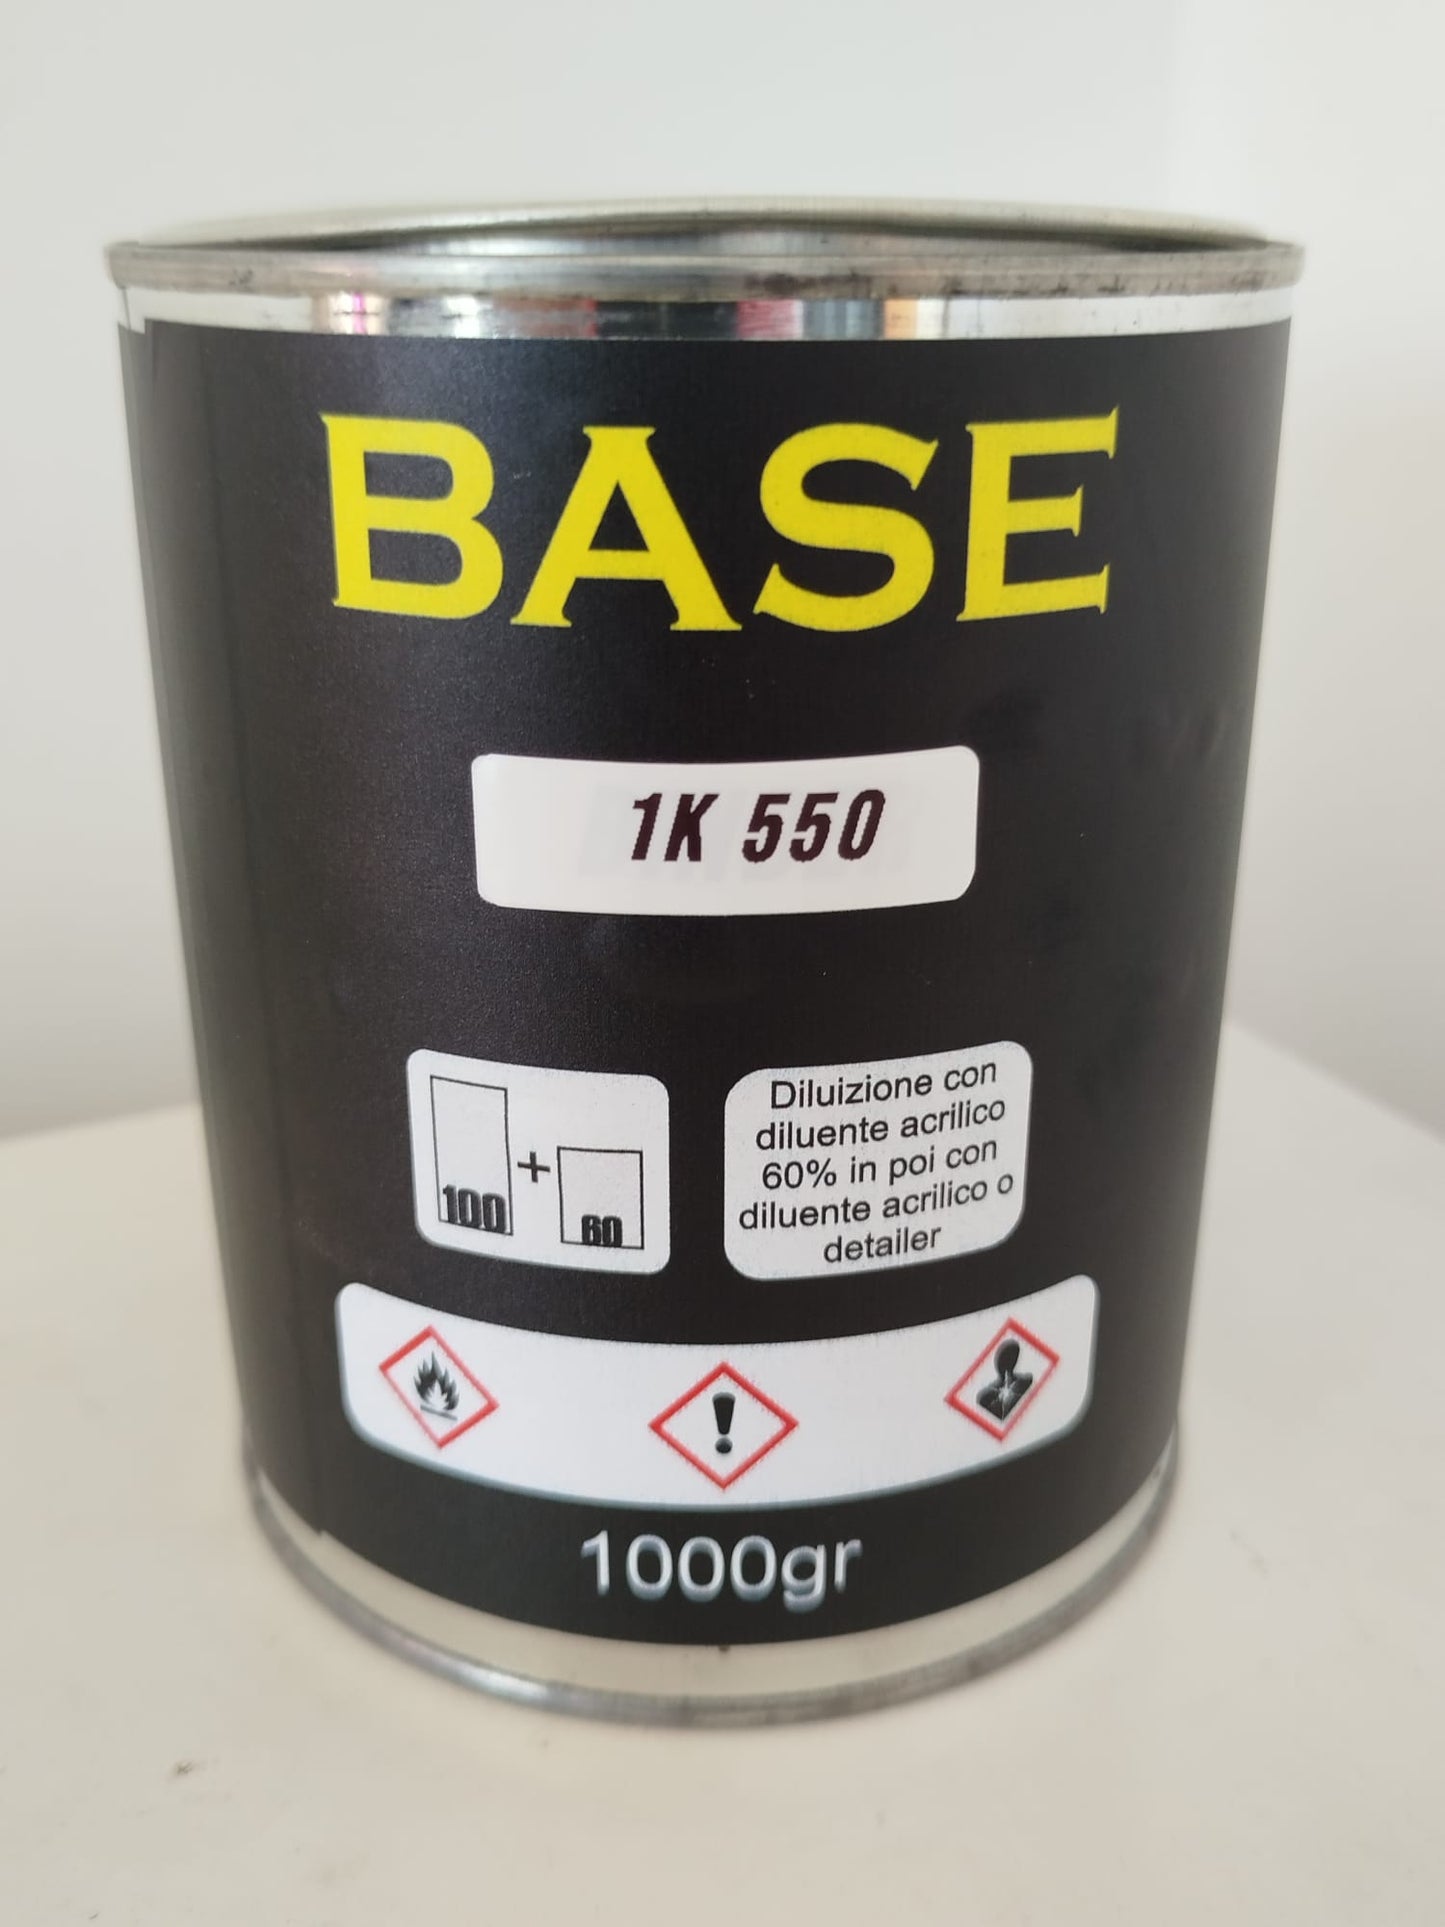 BASE
1K 550
100 + 60
Diluizione con
diluente acrilico
60% in poi con
diluente acrilico o
detailer
1000gr